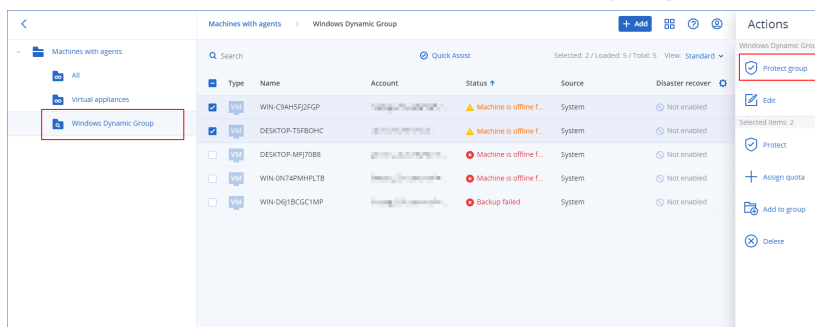 Machines with agents > Windows Dynamic Group
+ Add
Actions
Machines with agents
All
Virtual appliances
Windows Dynamic Group
Search
Quick Assist
Selected: 2 / Loaded: 5 / Total: 5 View: Standard
Type Name Account Status Source Disaster recover
VM WIN-C9AH5FJ2FGP Machine is offline f... System Not enabled
VM DESKTOP-TSFBOHC Machine is offline f... System Not enabled
VM DESKTOP-MFJ70B8 Machine is offline f... System Not enabled
VM WIN-0N74PMHPLTB Machine is offline f... System Not enabled
VM WIN-D6J1BCGC1MP Backup failed System Not enabled
Windows Dynamic Grou
Protect group
Edit
Selected items: 2
Protect
Assign quota
Add to group
Delete